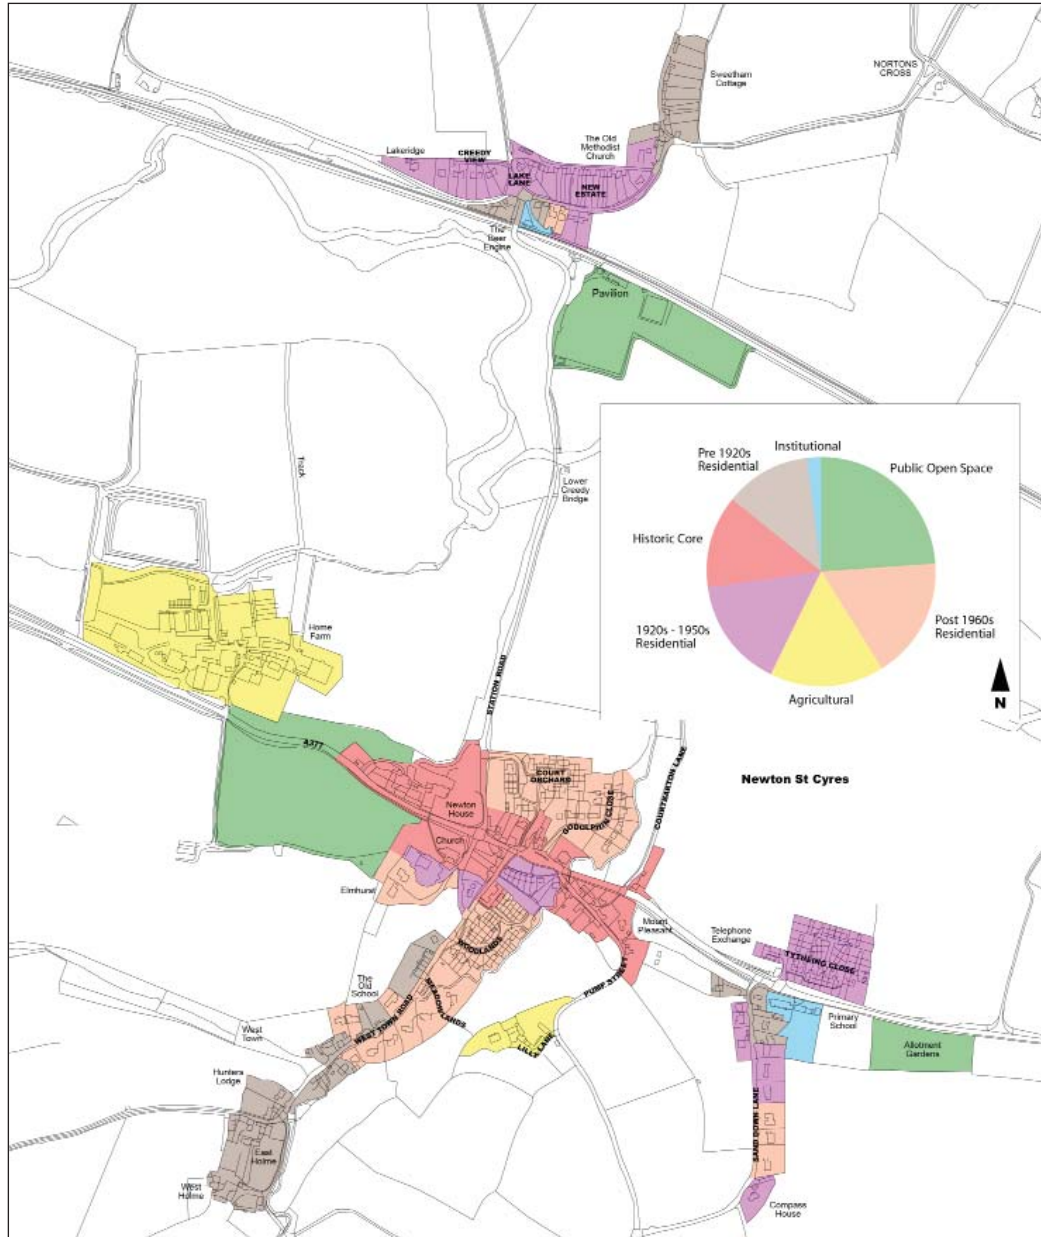 NORTONS
CROSS
Sweetham
Cottage
The Old
Methodist
Church
Lakeridge
CREEDY
VIEW
LAKE
LANE
NEW
ESTATE
The
Beer
Engine
Pavilion
Track
Lower
Creedy
Bridge
Institutional
Pre 1920s
Residential
Public Open Space
Historic Core
1920s - 1950s
Residential
Post 1960s
Residential
Agricultural
N
Home
Farm
STATION ROAD
A377
COURT
ORCHARD
GODOLPHIN CLOSE
COURTBARTON LANE
Newton St Cyres
Newton
House
Church
Elmhurst
WOODLANDS
Mount
Pleasant
Telephone
Exchange
TYTHEING CLOSE
The
Old
School
MEADOWLANDS
WEST TOWN ROAD
PUMP STREET
LILLY LANE
Primary
School
Allotment
Gardens
West
Town
Hunters
Lodge
East
Holme
West
Holme
SAND DOWN LANE
Compass
House